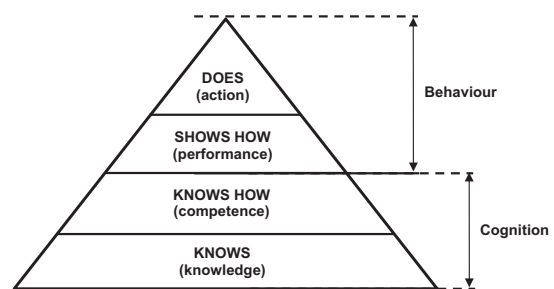 DOES
(action)
Behaviour
SHOWS HOW
(performance)
KNOWS HOW
(competence)
Cognition
KNOWS
(knowledge)